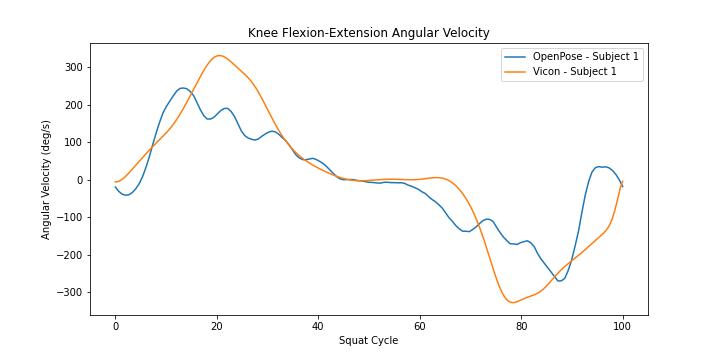 Knee Flexion-Extension Angular Velocity
OpenPose - Subject 1
Vicon - Subject 1
Angular Velocity (deg/s)
300
200
100
0
−100
−200
−300
0 20 40 60 80 100
Squat Cycle